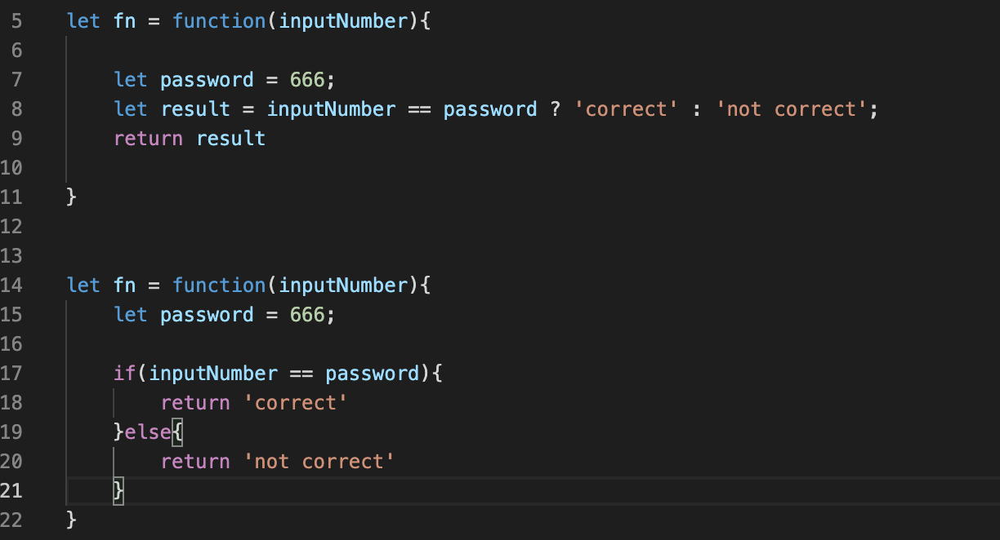 5 let fn = function(inputNumber){
6
7 let password = 666;
8 let result = inputNumber == password ? 'correct' : 'not correct';
9 return result
10
11 }
12
13
14 let fn = function(inputNumber){
15 let password = 666;
16
17 if(inputNumber == password){
18 return 'correct'
19 }else{
20 return 'not correct'
21 }
22 }